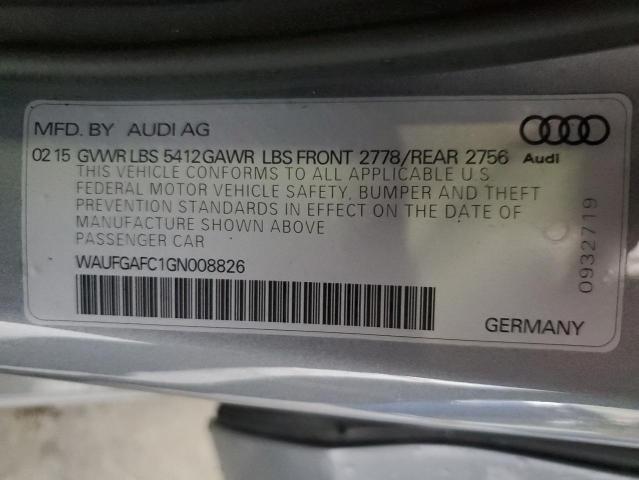 MFD. BY AUDI AG
02 15 GVWR LBS 5412 GAWR LBS FRONT 2778/REAR 2756
THIS VEHICLE CONFORMS TO ALL APPLICABLE U S
FEDERAL MOTOR VEHICLE SAFETY, BUMPER AND THEFT
PREVENTION STANDARDS IN EFFECT ON THE DATE OF
MANUFACTURE SHOWN ABOVE
PASSENGER CAR
WAUFGAFC1GN008826
Audi
0932719
GERMANY